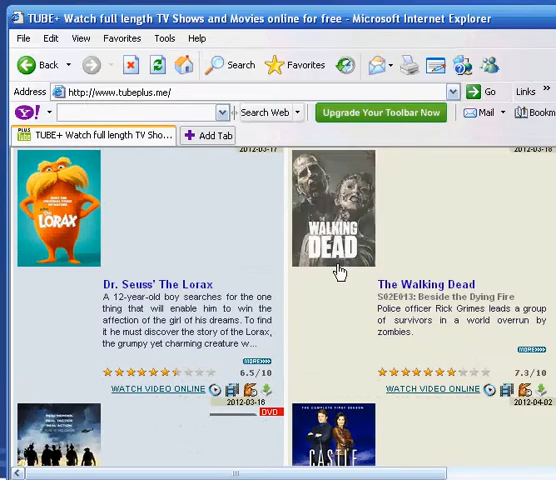 TUBE+ Watch full length TV Shows and Movies online for free - Microsoft Internet Explorer
File Edit View Favorites Tools Help
Back Search Favorites
Address http://www.tubeplus.me/ Go Links »
Y! Search Web Upgrade Your Toolbar Now Mail Bookm
PLUS TUBE+ Watch full length TV Sho... Add Tab
2012-03-17 2012-03-18
THE LORAX
THE WALKING DEAD
Dr. Seuss' The Lorax
A 12-year-old boy searches for the one
thing that will enable him to win the
affection of the girl of his dreams. To find
it he must discover the story of the Lorax,
the grumpy yet charming creature w...
MORE
6.5/10
WATCH VIDEO ONLINE
The Walking Dead
S02E013: Beside the Dying Fire
Police officer Rick Grimes leads a group
of survivors in a world overrun by
zombies.
MORE
7.3/10
WATCH VIDEO ONLINE
2012-03-16 2012-04-02
DVD
THE COMPLETE FIRST SEASON
CASTLE